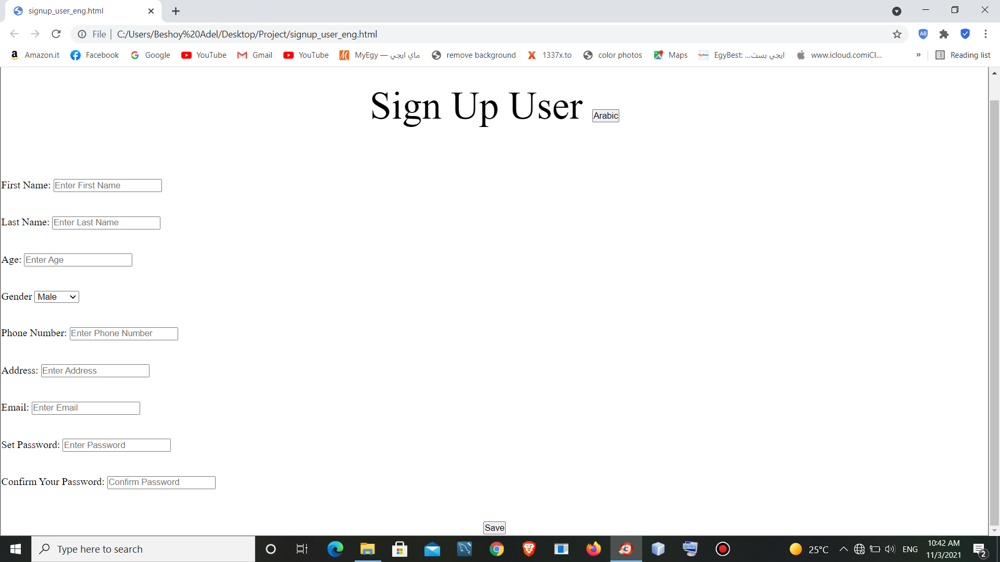 signup_user_eng.html
File | C:/Users/Beshoy%20Adel/Desktop/Project/signup_user_eng.html
Amazon.it Facebook Google YouTube Gmail YouTube MyEgy — ماي ايجي remove background 1337x.to color photos Maps EgyBest: ...ايجي بست www.icloud.comiCl... » Reading list
Sign Up User Arabic
First Name: Enter First Name
Last Name: Enter Last Name
Age: Enter Age
Gender Male
Phone Number: Enter Phone Number
Address: Enter Address
Email: Enter Email
Set Password: Enter Password
Confirm Your Password: Confirm Password
Save
Type here to search
25°C ENG
10:42 AM
11/3/2021
2